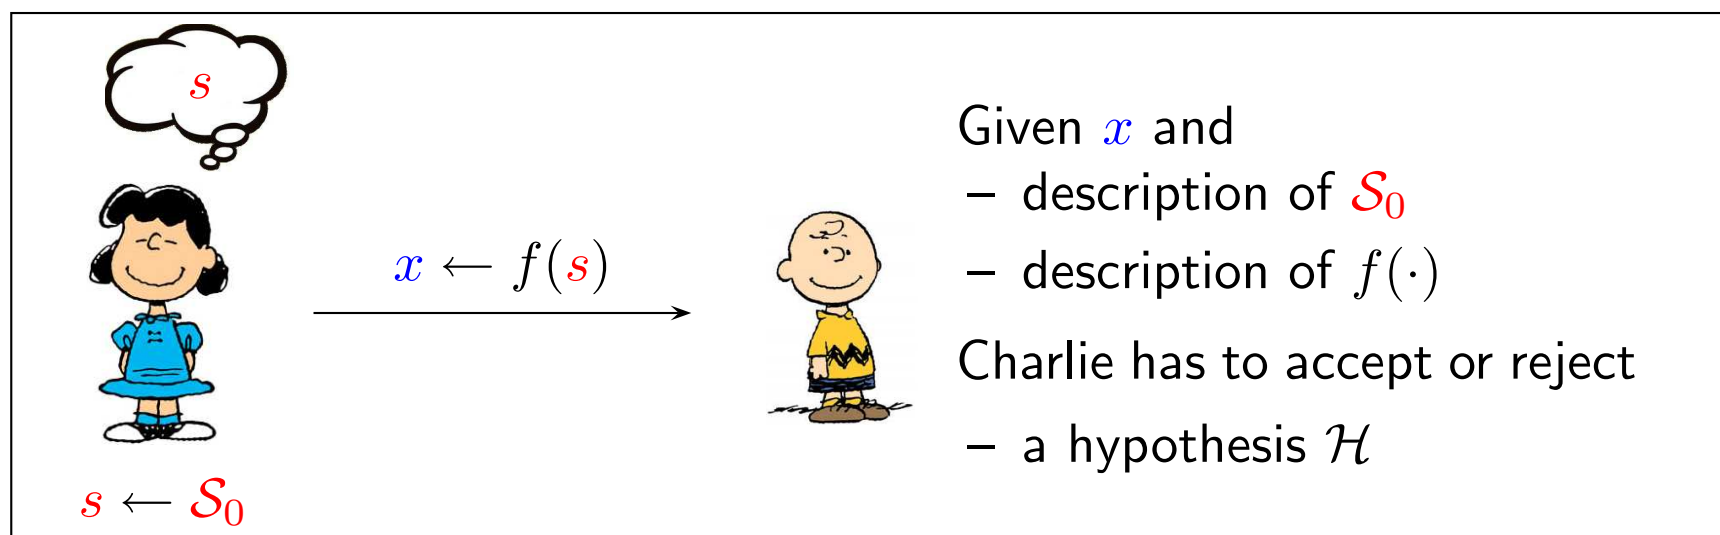 s
s ← 𝒮₀
x ← f(s)
Given x and
– description of 𝒮₀
– description of f(·)
Charlie has to accept or reject
– a hypothesis ℋ